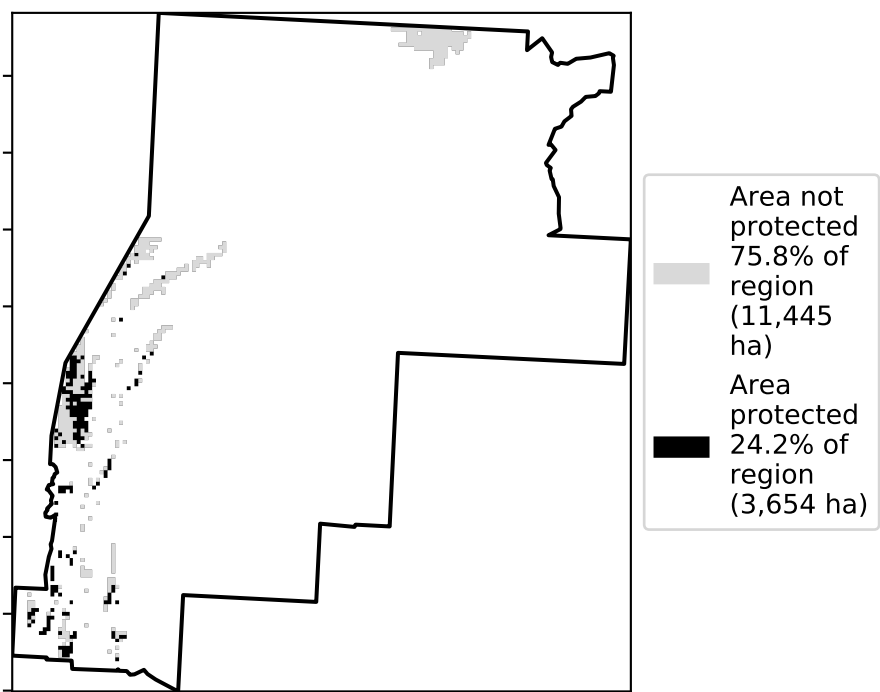 Area not
protected
75.8% of
region
(11,445
ha)
Area
protected
24.2% of
region
(3,654 ha)